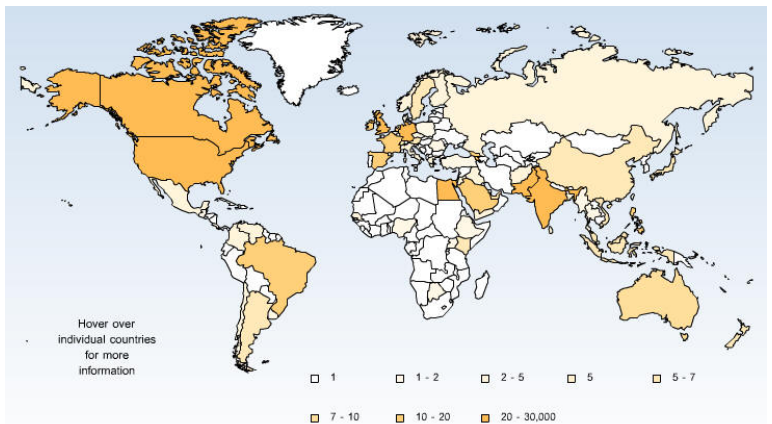 Hover over
individual countries
for more
information
1
1 - 2
2 - 5
5
5 - 7
7 - 10
10 - 20
20 - 30,000